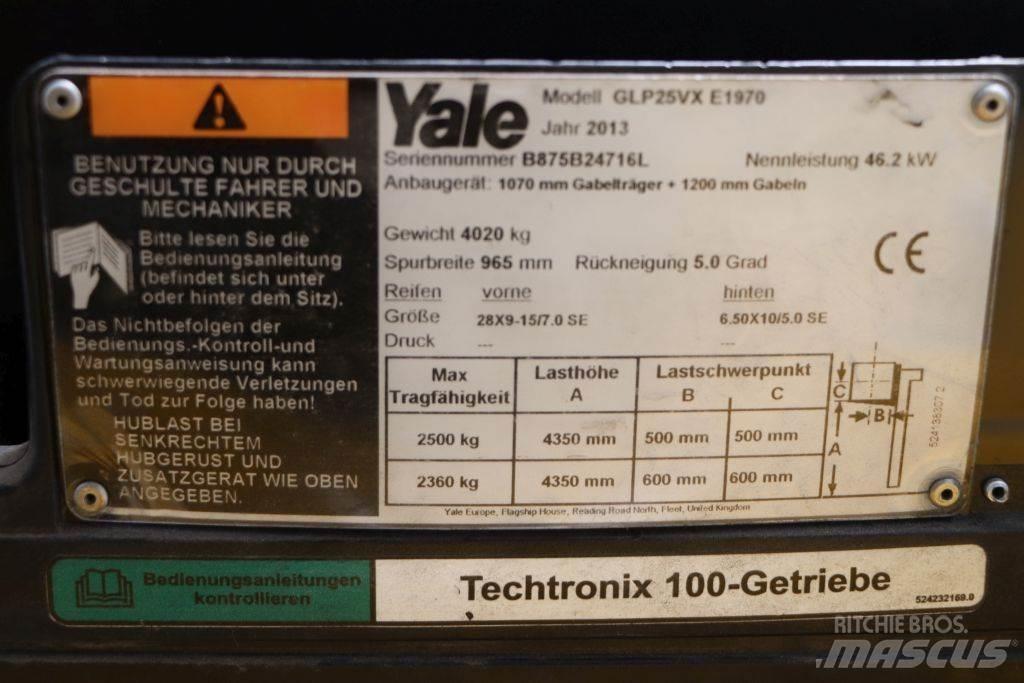 BENUTZUNG NUR DURCH
GESCHULTE FAHRER UND
MECHANIKER
Bitte lesen Sie die
Bedienungsanleitung
(befindet sich unter
oder hinter dem Sitz).
Das Nichtbefolgen der
Bedienungs.-Kontroll-und
Wartungsanweisung kann
schwerwiegende Verletzungen
und Tod zur Folge haben!
HUBLAST BEI
SENKRECHTEM
HUBGERUST UND
ZUSATZGERAT WIE OBEN
ANGEGEBEN.
Yale
Modell GLP25VX E1970
Jahr 2013
Seriennummer B875B24716L Nennleistung 46.2 kW
Anbaugerät: 1070 mm Gabelträger + 1200 mm Gabeln
Gewicht 4020 kg
CE
Spurbreite 965 mm Rückneigung 5.0 Grad
Reifen vorne hinten
Größe 28X9-15/7.0 SE 6.50X10/5.0 SE
Druck --- ---
Max Tragfähigkeit Lasthöhe A Lastschwerpunkt B C
2500 kg 4350 mm 500 mm 500 mm
2360 kg 4350 mm 600 mm 600 mm
C
B
A
524138307.2
Yale Europe, Flagship House, Reading Road North, Fleet, United Kingdom
Bedienungsanleitungen
kontrollieren
Techtronix 100-Getriebe
524232169.0
RITCHIE BROS.
MASCUS